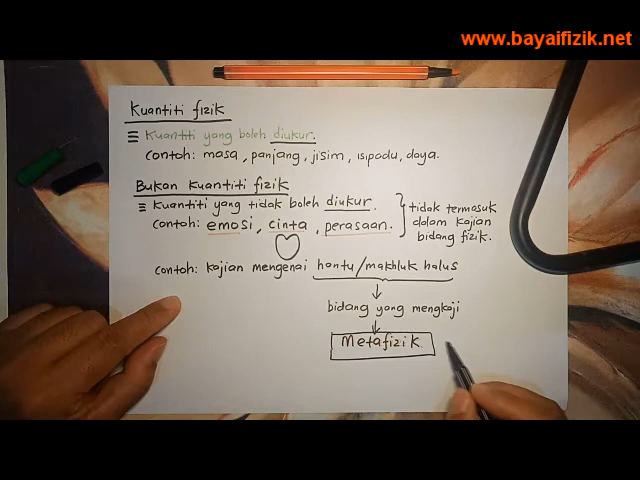 www.bayaifizik.net
Kuantiti fizik
≡ Kuantiti yang boleh diukur.
Contoh: masa, panjang, jisim, isipadu, daya.
Bukan Kuantiti fizik
≡ Kuantiti yang tidak boleh diukur.
Contoh: emosi, cinta, perasaan.
tidak termasuk
dalam kajian
bidang fizik.
Contoh: kajian mengenai hantu/makhluk halus
bidang yang mengkaji
Metafizik.